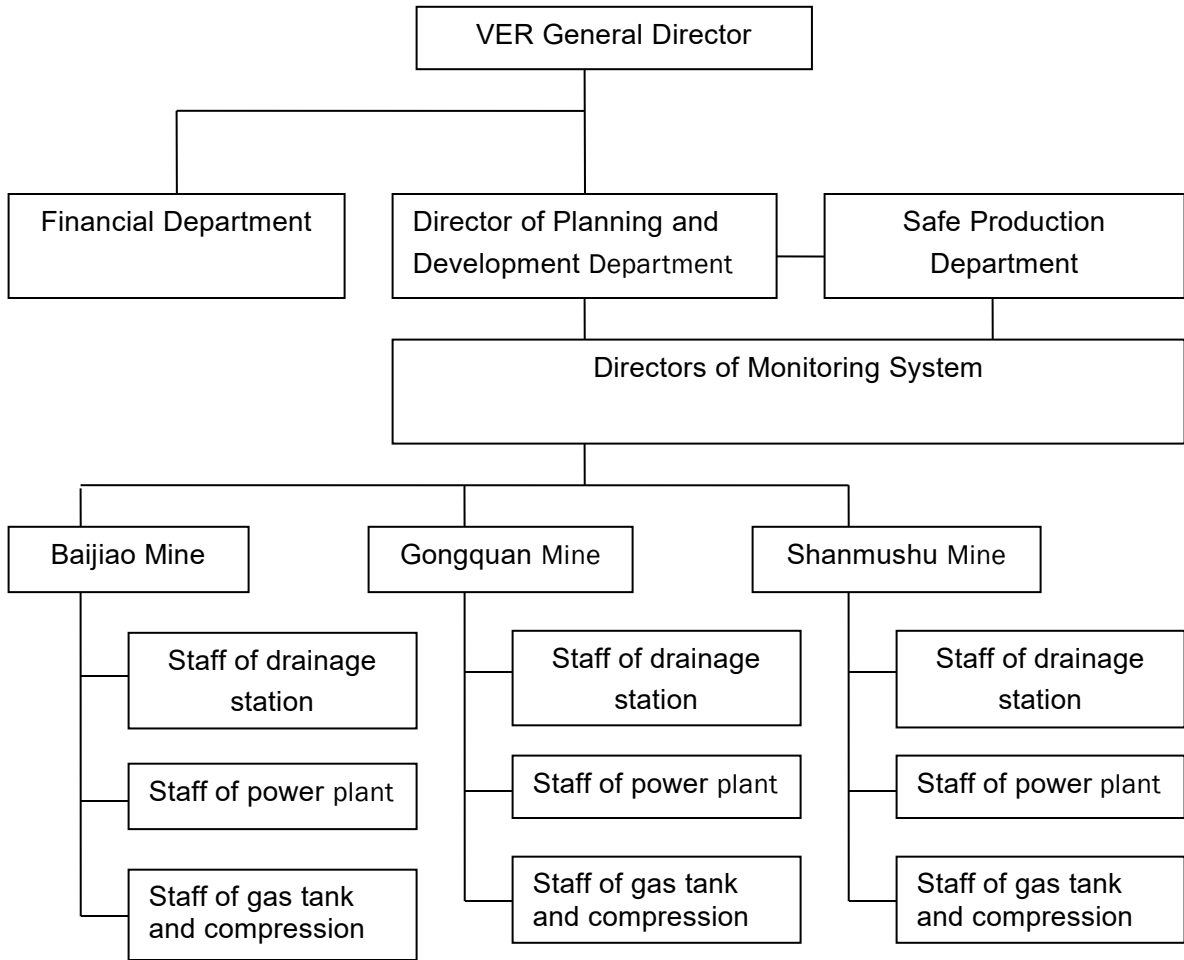 VER General Director
Financial Department
Director of Planning and
Development Department
Safe Production
Department
Directors of Monitoring System
Baijiao Mine
Gongquan Mine
Shanmushu Mine
Staff of drainage
station
Staff of power plant
Staff of gas tank
and compression
Staff of drainage
station
Staff of power plant
Staff of gas tank
and compression
Staff of drainage
station
Staff of power plant
Staff of gas tank
and compression